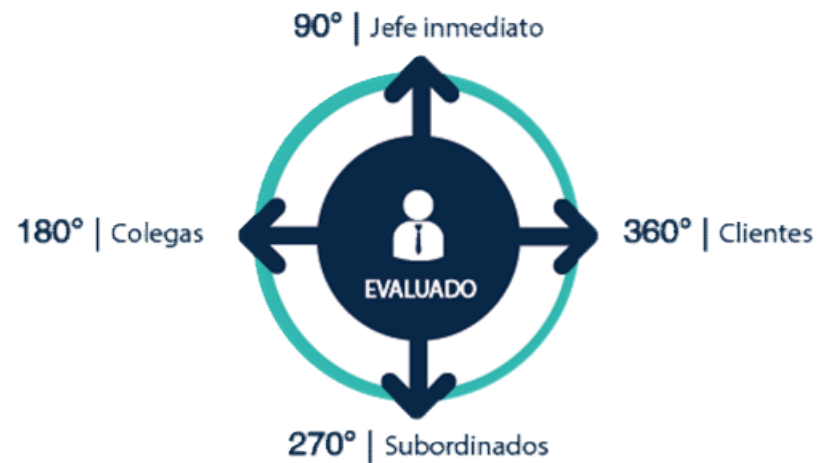 90° | Jefe inmediato
180° | Colegas
360° | Clientes
EVALUADO
270° | Subordinados